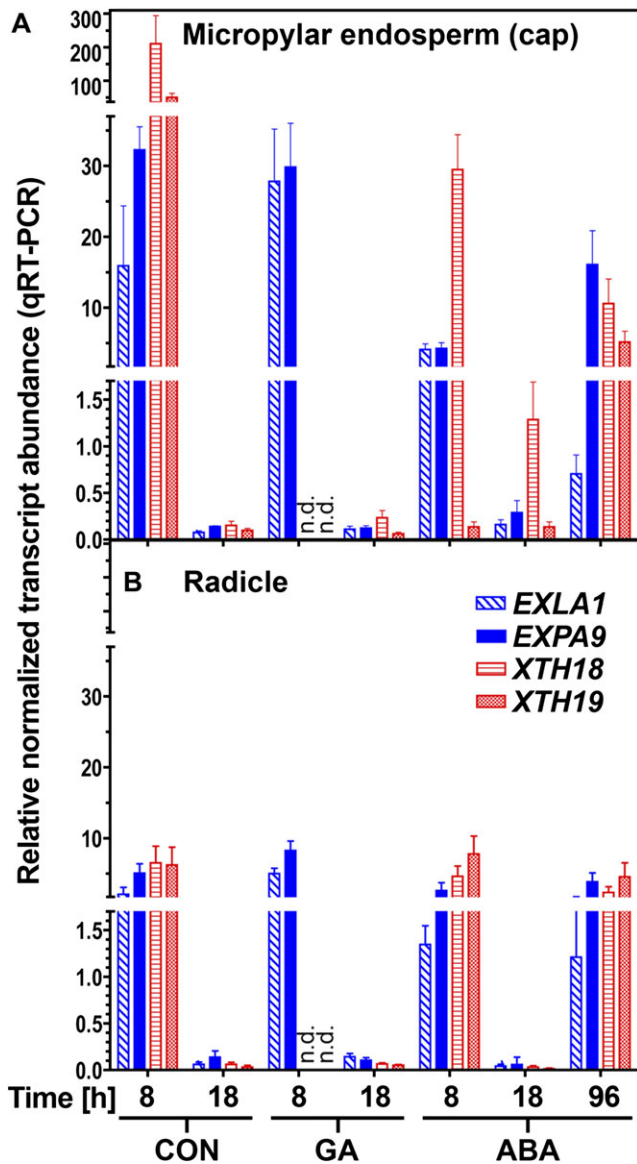 A
Micropylar endosperm (cap)
300
200
100
30
20
10
1.5
1.0
0.5
0.0
n.d.
n.d.
Relative normalized transcript abundance (qRT-PCR)
B Radicle
EXLA1
EXPA9
XTH18
XTH19
30
20
10
1.5
1.0
0.5
0.0
n.d.
n.d.
Time [h] 8 18 8 18 8 18 96
CON GA ABA